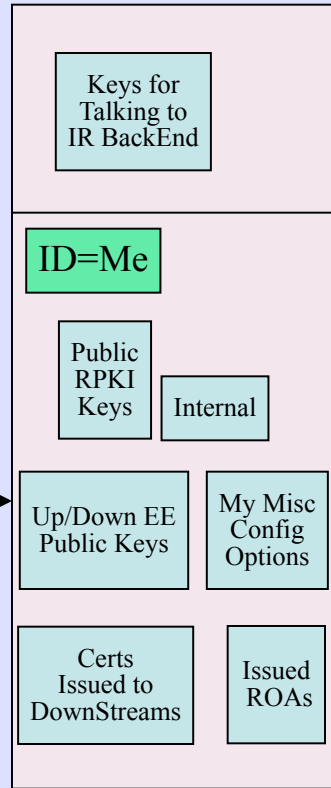 Keys for
Talking to
IR BackEnd
ID=Me
Public
RPKI
Keys
Internal
Up/Down EE
Public Keys
My Misc
Config
Options
Certs
Issued to
DownStreams
Issued
ROAs